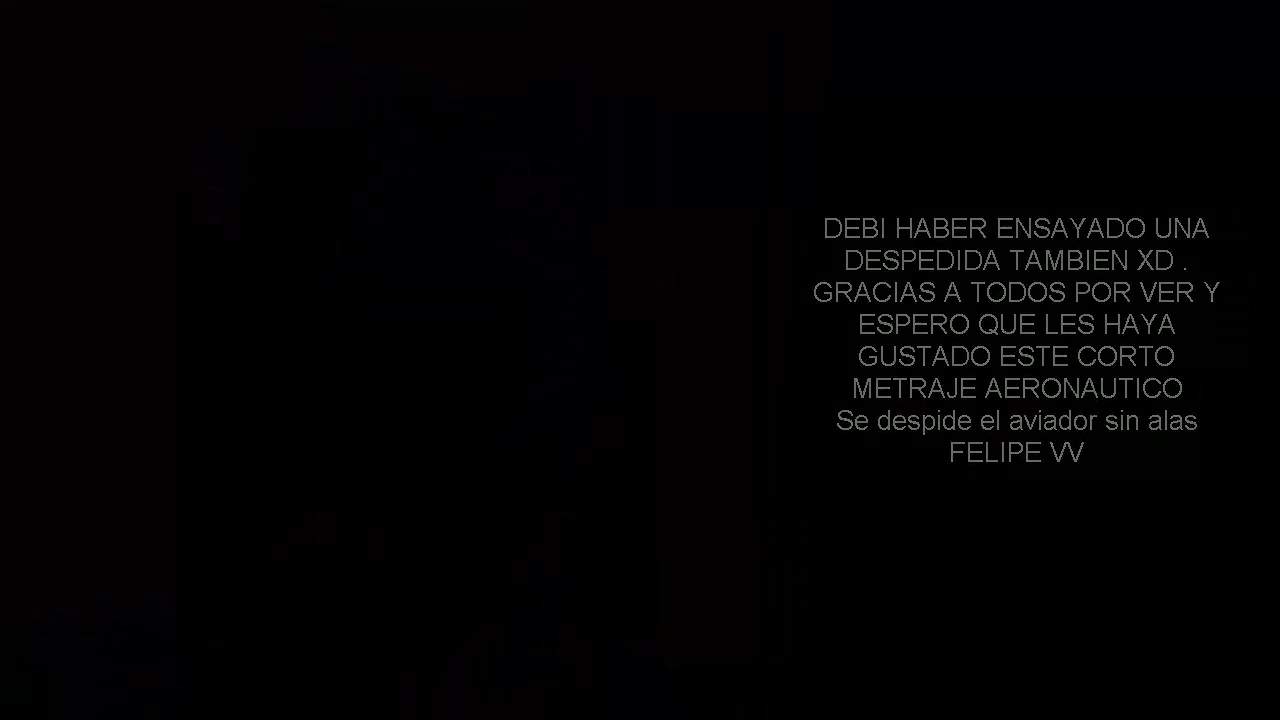 DEBI HABER ENSAYADO UNA
DESPEDIDA TAMBIEN XD .
GRACIAS A TODOS POR VER Y
ESPERO QUE LES HAYA
GUSTADO ESTE CORTO
METRAJE AERONAUTICO
Se despide el aviador sin alas
FELIPE VV